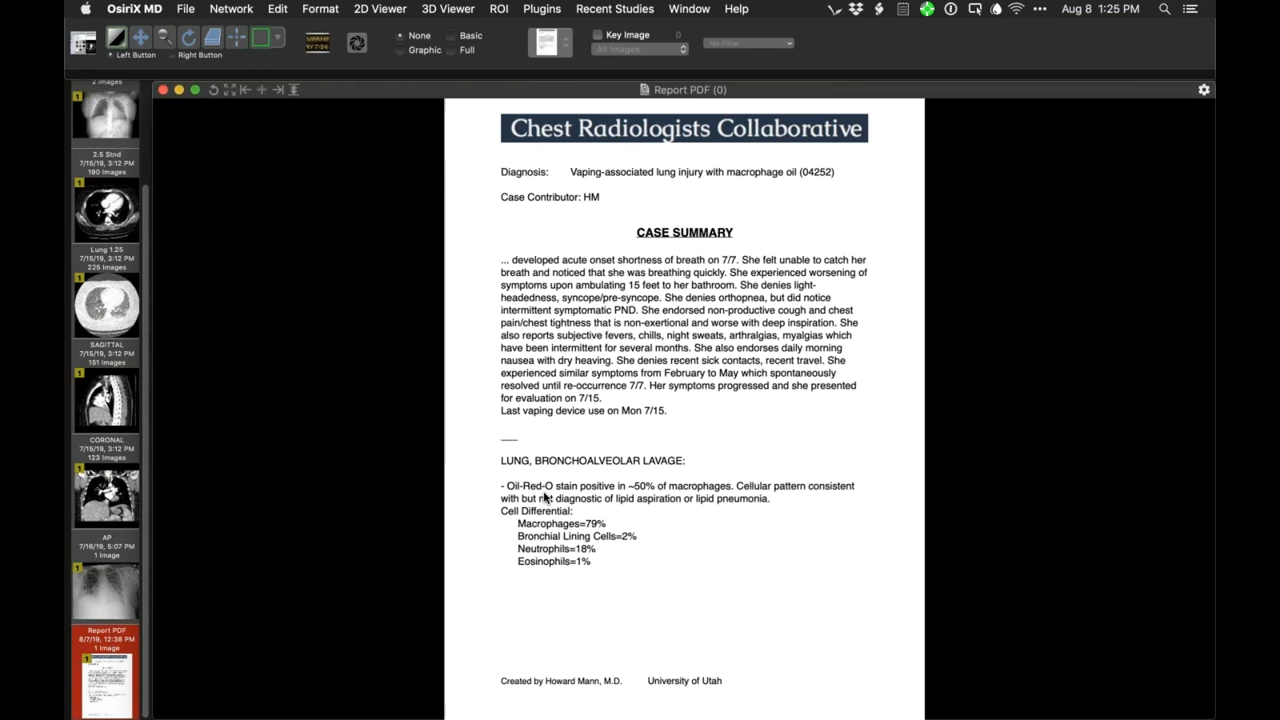 OsiriX MD File Network Edit Format 2D Viewer 3D Viewer ROI Plugins Recent Studies Window Help Aug 8 1:25 PM
None Basic
Graphic Full
Left Button Right Button
Key Image 0
All Images
No Filter
Report PDF (0)
2 Images
1
2.5 Stnd
7/15/19, 3:12 PM
190 Images
1
Lung 1.25
7/15/19, 3:12 PM
225 Images
1
SAGITTAL
7/15/19, 3:12 PM
151 Images
1
CORONAL
7/15/19, 3:12 PM
123 Images
1
AP
7/16/19, 5:07 PM
1 Image
1
Report PDF
8/7/19, 12:38 PM
1 Image
1
Chest Radiologists Collaborative
Diagnosis: Vaping-associated lung injury with macrophage oil (04252)
Case Contributor: HM
CASE SUMMARY
... developed acute onset shortness of breath on 7/7. She felt unable to catch her
breath and noticed that she was breathing quickly. She experienced worsening of
symptoms upon ambulating 15 feet to her bathroom. She denies light-
headedness, syncope/pre-syncope. She denies orthopnea, but did notice
intermittent symptomatic PND. She endorsed non-productive cough and chest
pain/chest tightness that is non-exertional and worse with deep inspiration. She
also reports subjective fevers, chills, night sweats, arthralgias, myalgias which
have been intermittent for several months. She also endorses daily morning
nausea with dry heaving. She denies recent sick contacts, recent travel. She
experienced similar symptoms from February to May which spontaneously
resolved until re-occurrence 7/7. Her symptoms progressed and she presented
for evaluation on 7/15.
Last vaping device use on Mon 7/15.
___
LUNG, BRONCHOALVEOLAR LAVAGE:
- Oil-Red-O stain positive in ~50% of macrophages. Cellular pattern consistent
with but not diagnostic of lipid aspiration or lipid pneumonia.
Cell Differential:
Macrophages=79%
Bronchial Lining Cells=2%
Neutrophils=18%
Eosinophils=1%
Created by Howard Mann, M.D. University of Utah